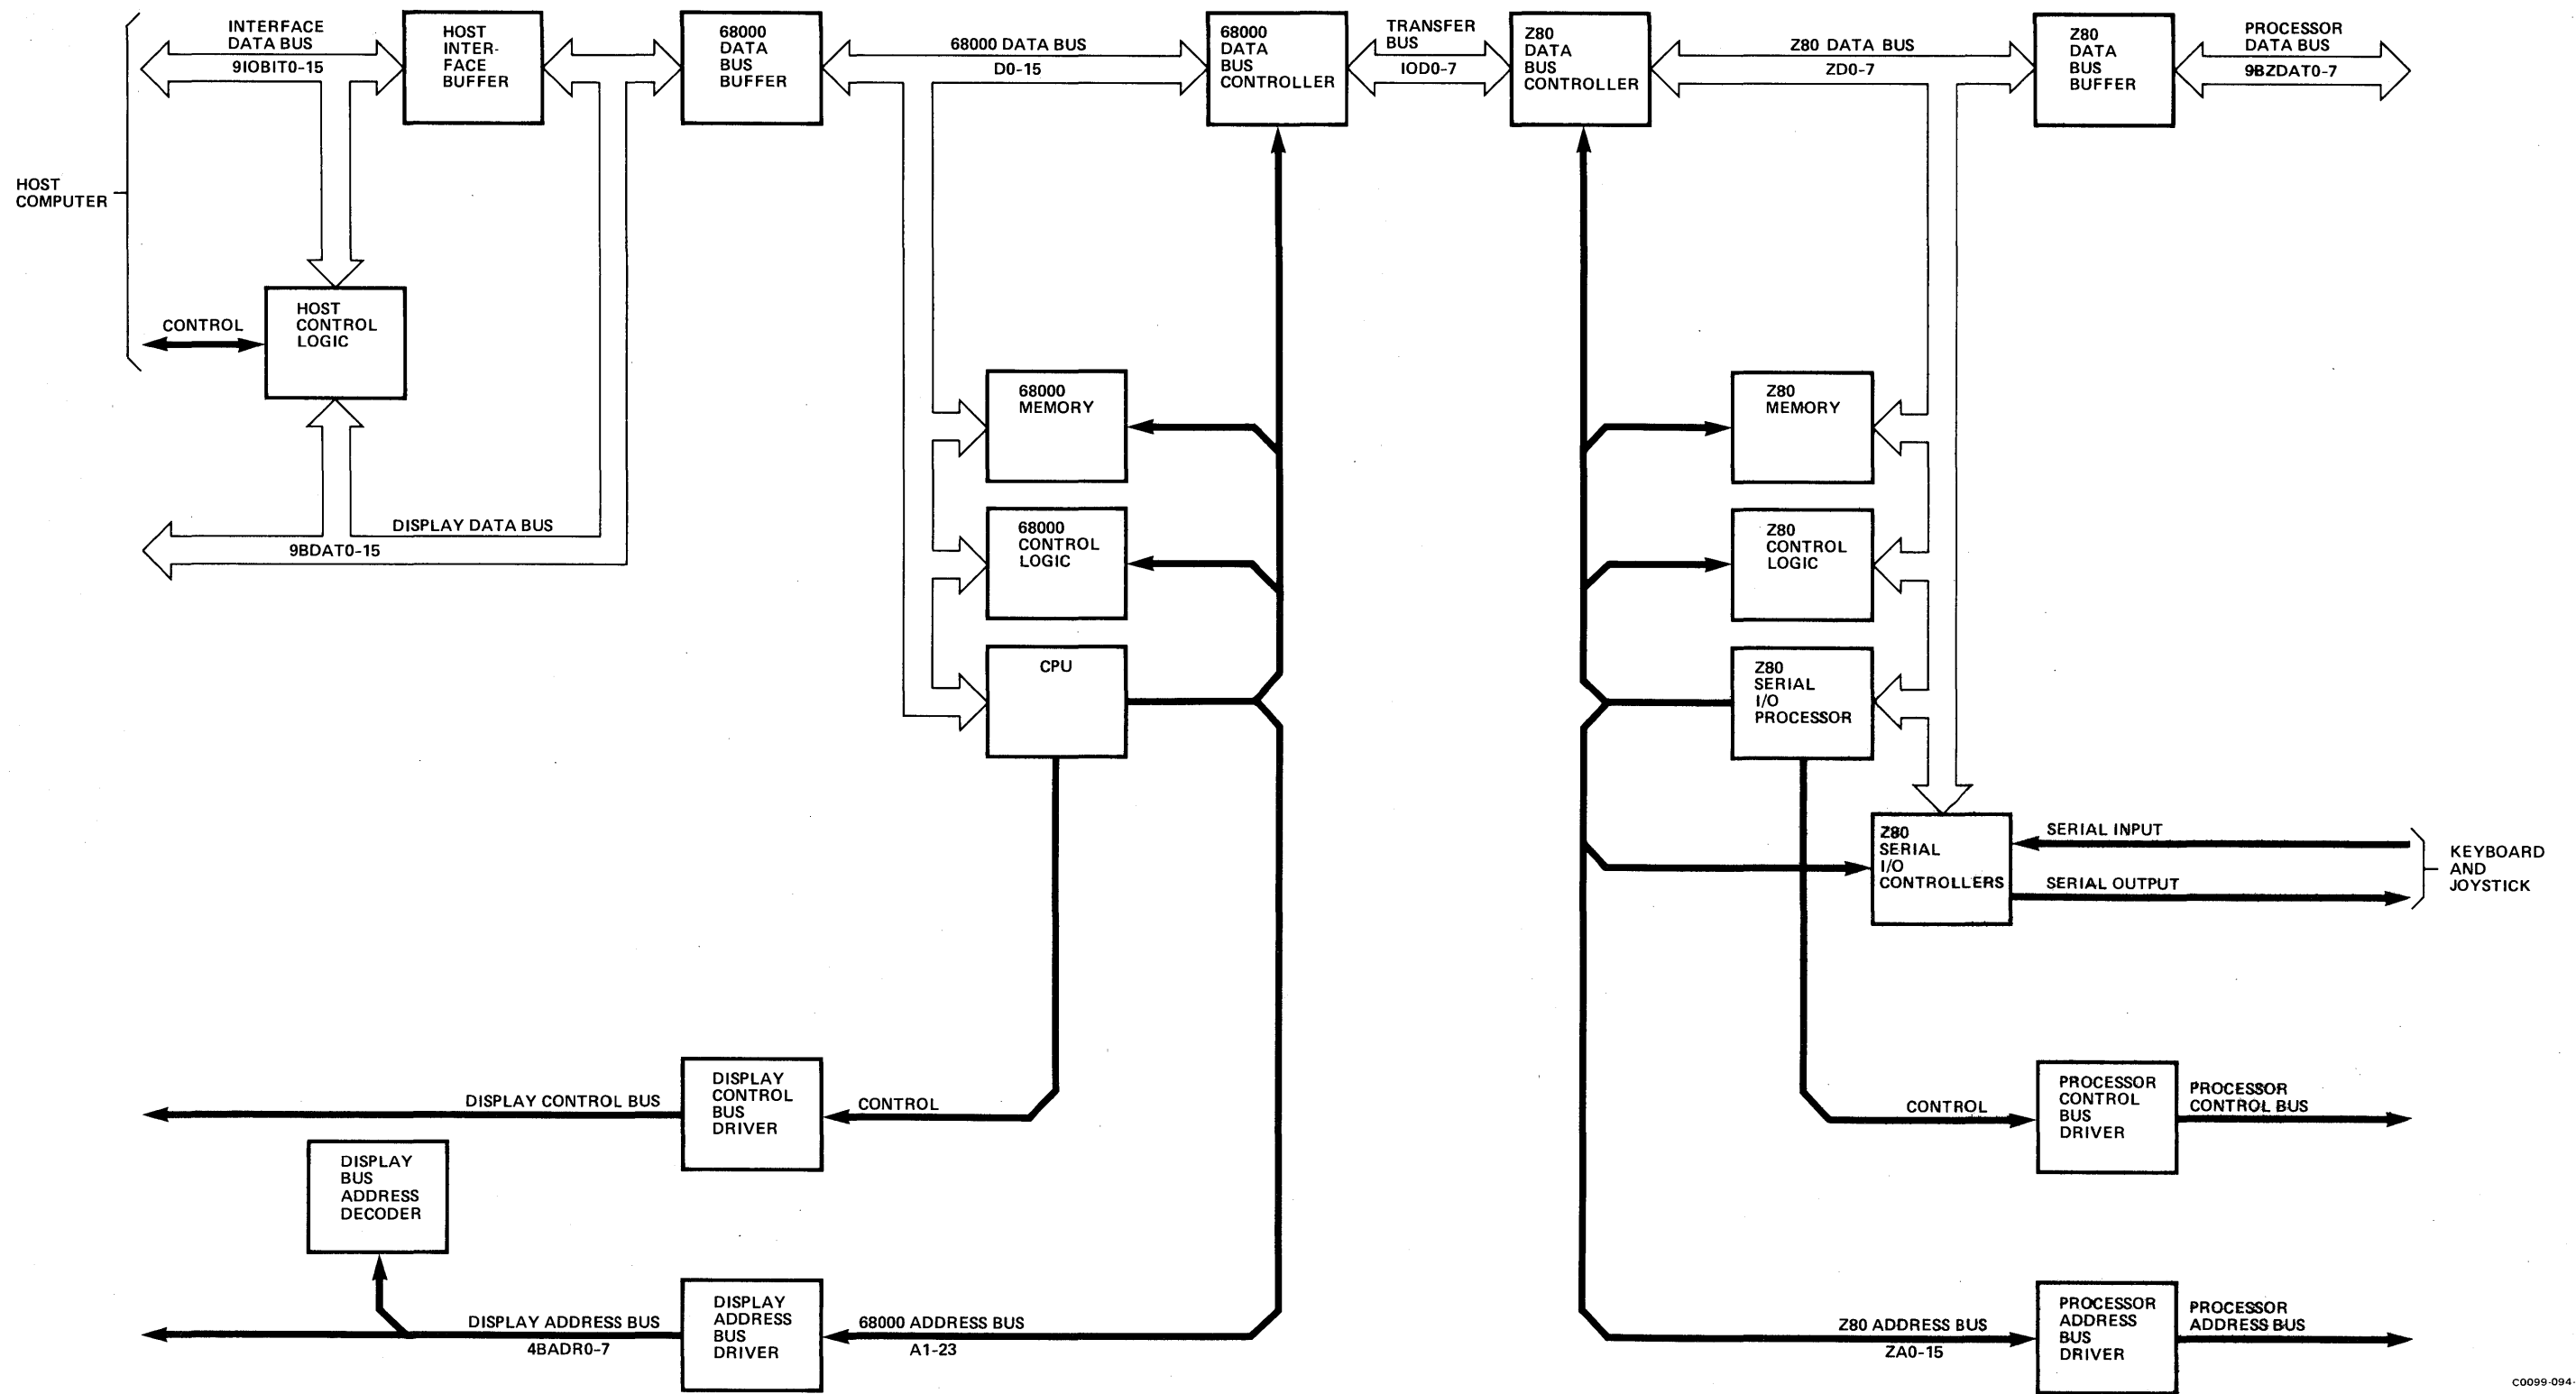 INTERFACE
DATA BUS
9IOBIT0-15
HOST
INTER-
FACE
BUFFER
68000
DATA
BUS
BUFFER
68000 DATA BUS
D0-15
68000
DATA
BUS
CONTROLLER
TRANSFER
BUS
IOD0-7
Z80
DATA
BUS
CONTROLLER
Z80 DATA BUS
ZD0-7
Z80
DATA
BUS
BUFFER
PROCESSOR
DATA BUS
9BZDAT0-7
HOST
COMPUTER
HOST
CONTROL
LOGIC
CONTROL
DISPLAY DATA BUS
9BDAT0-15
68000
MEMORY
68000
CONTROL
LOGIC
CPU
Z80
MEMORY
Z80
CONTROL
LOGIC
Z80
SERIAL
I/O
PROCESSOR
Z80
SERIAL
I/O
CONTROLLERS
SERIAL INPUT
SERIAL OUTPUT
KEYBOARD
AND
JOYSTICK
DISPLAY CONTROL BUS
DISPLAY
CONTROL
BUS
DRIVER
CONTROL
CONTROL
PROCESSOR
CONTROL
BUS
DRIVER
PROCESSOR
CONTROL BUS
DISPLAY
BUS
ADDRESS
DECODER
DISPLAY ADDRESS BUS
4BADR0-7
DISPLAY
ADDRESS
BUS
DRIVER
68000 ADDRESS BUS
A1-23
Z80 ADDRESS BUS
ZA0-15
PROCESSOR
ADDRESS
BUS
DRIVER
PROCESSOR
ADDRESS BUS
C0099-094-